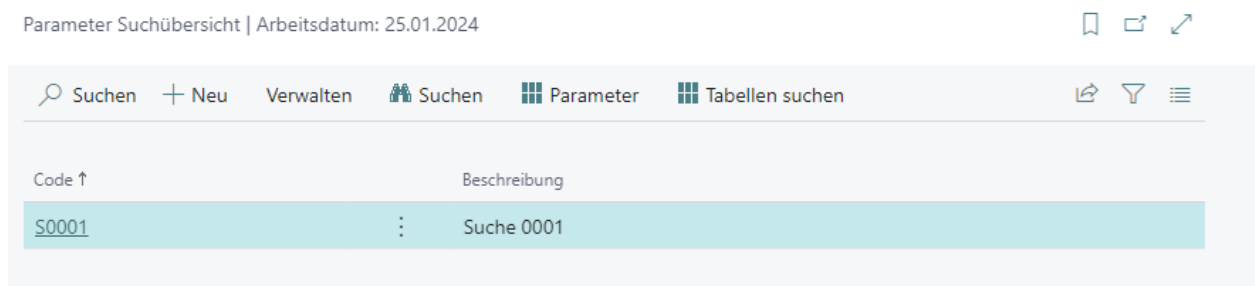 Parameter Suchübersicht | Arbeitsdatum: 25.01.2024
Suchen Neu Verwalten Suchen Parameter Tabellen suchen
Code ↑ Beschreibung
S0001 Suche 0001